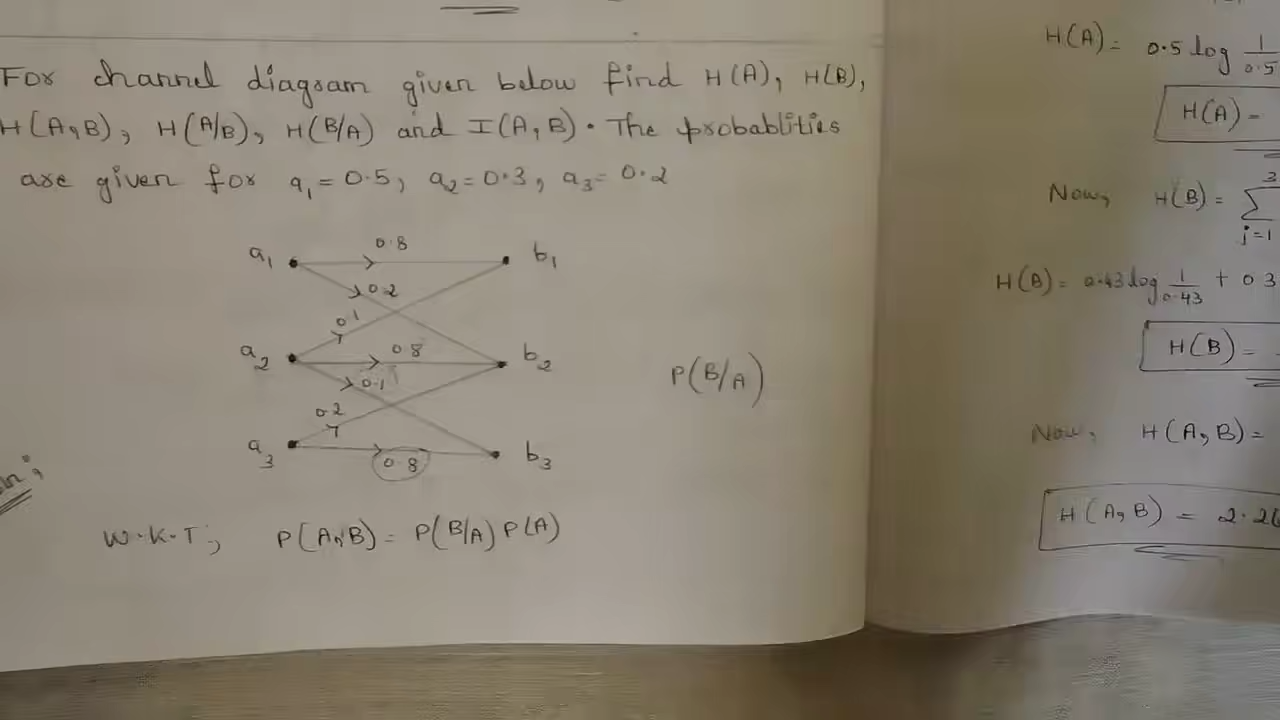 For channel diagram given below find H(A), H(B),
H(A,B), H(A/B), H(B/A) and I(A,B). The probablities
are given for a₁ = 0.5, a₂ = 0.3, a₃ = 0.2
a₁ 0.8 b₁
0.2
0.1
a₂ 0.8 b₂
0.1
0.2
a₃ 0.8 b₃
P(B/A)
W.K.T; P(A,B) = P(B/A) P(A)
H(A) = 0.5 log 1/0.5
H(A) =
Now, H(B) = ∑ 3 j=1
H(B) = 0.43 log 1/0.43 + 0.3
H(B) =
Now, H(A,B) =
H(A,B) = 2.26